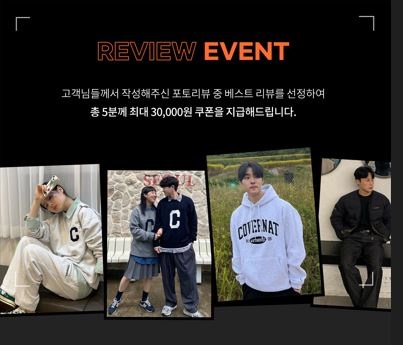 REVIEW EVENT
고객님들께서 작성해주신 포토리뷰 중 베스트 리뷰를 선정하여
총 5분께 최대 30,000원 쿠폰을 지급해드립니다.
SEOUL
C
C
C
COVERNAT